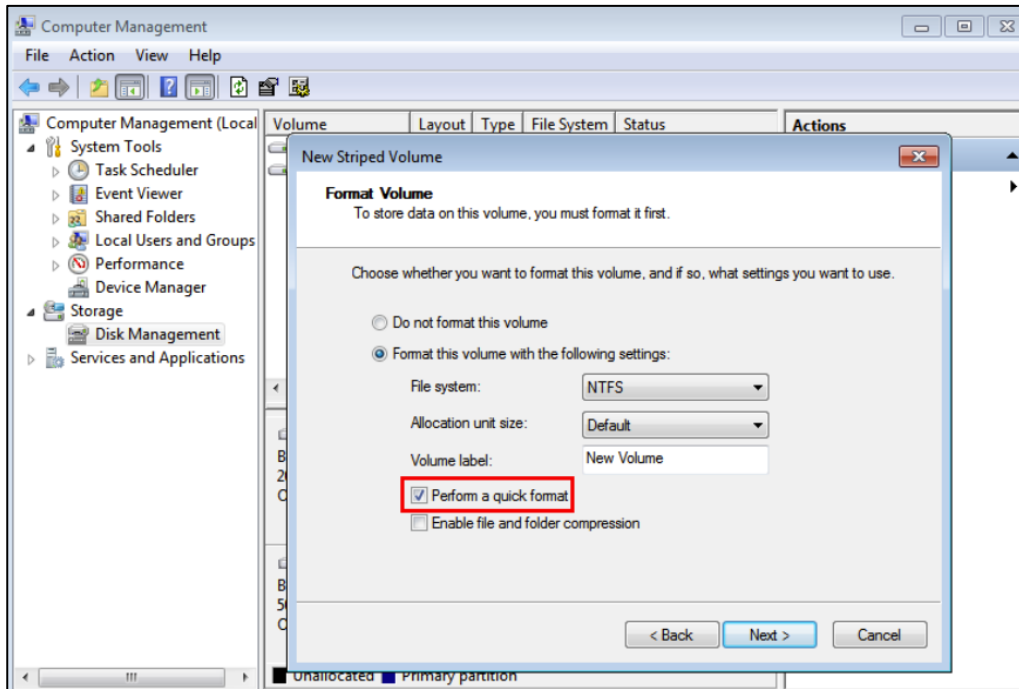 Computer Management
File Action View Help
Computer Management (Local
System Tools
Task Scheduler
Event Viewer
Shared Folders
Local Users and Groups
Performance
Device Manager
Storage
Disk Management
Services and Applications
Volume Layout Type File System Status
Actions
New Striped Volume
Format Volume
To store data on this volume, you must format it first.
Choose whether you want to format this volume, and if so, what settings you want to use.
Do not format this volume
Format this volume with the following settings:
File system: NTFS
Allocation unit size: Default
Volume label: New Volume
Perform a quick format
Enable file and folder compression
< Back Next > Cancel
B
20
O
B
50
O
Unallocated Primary partition